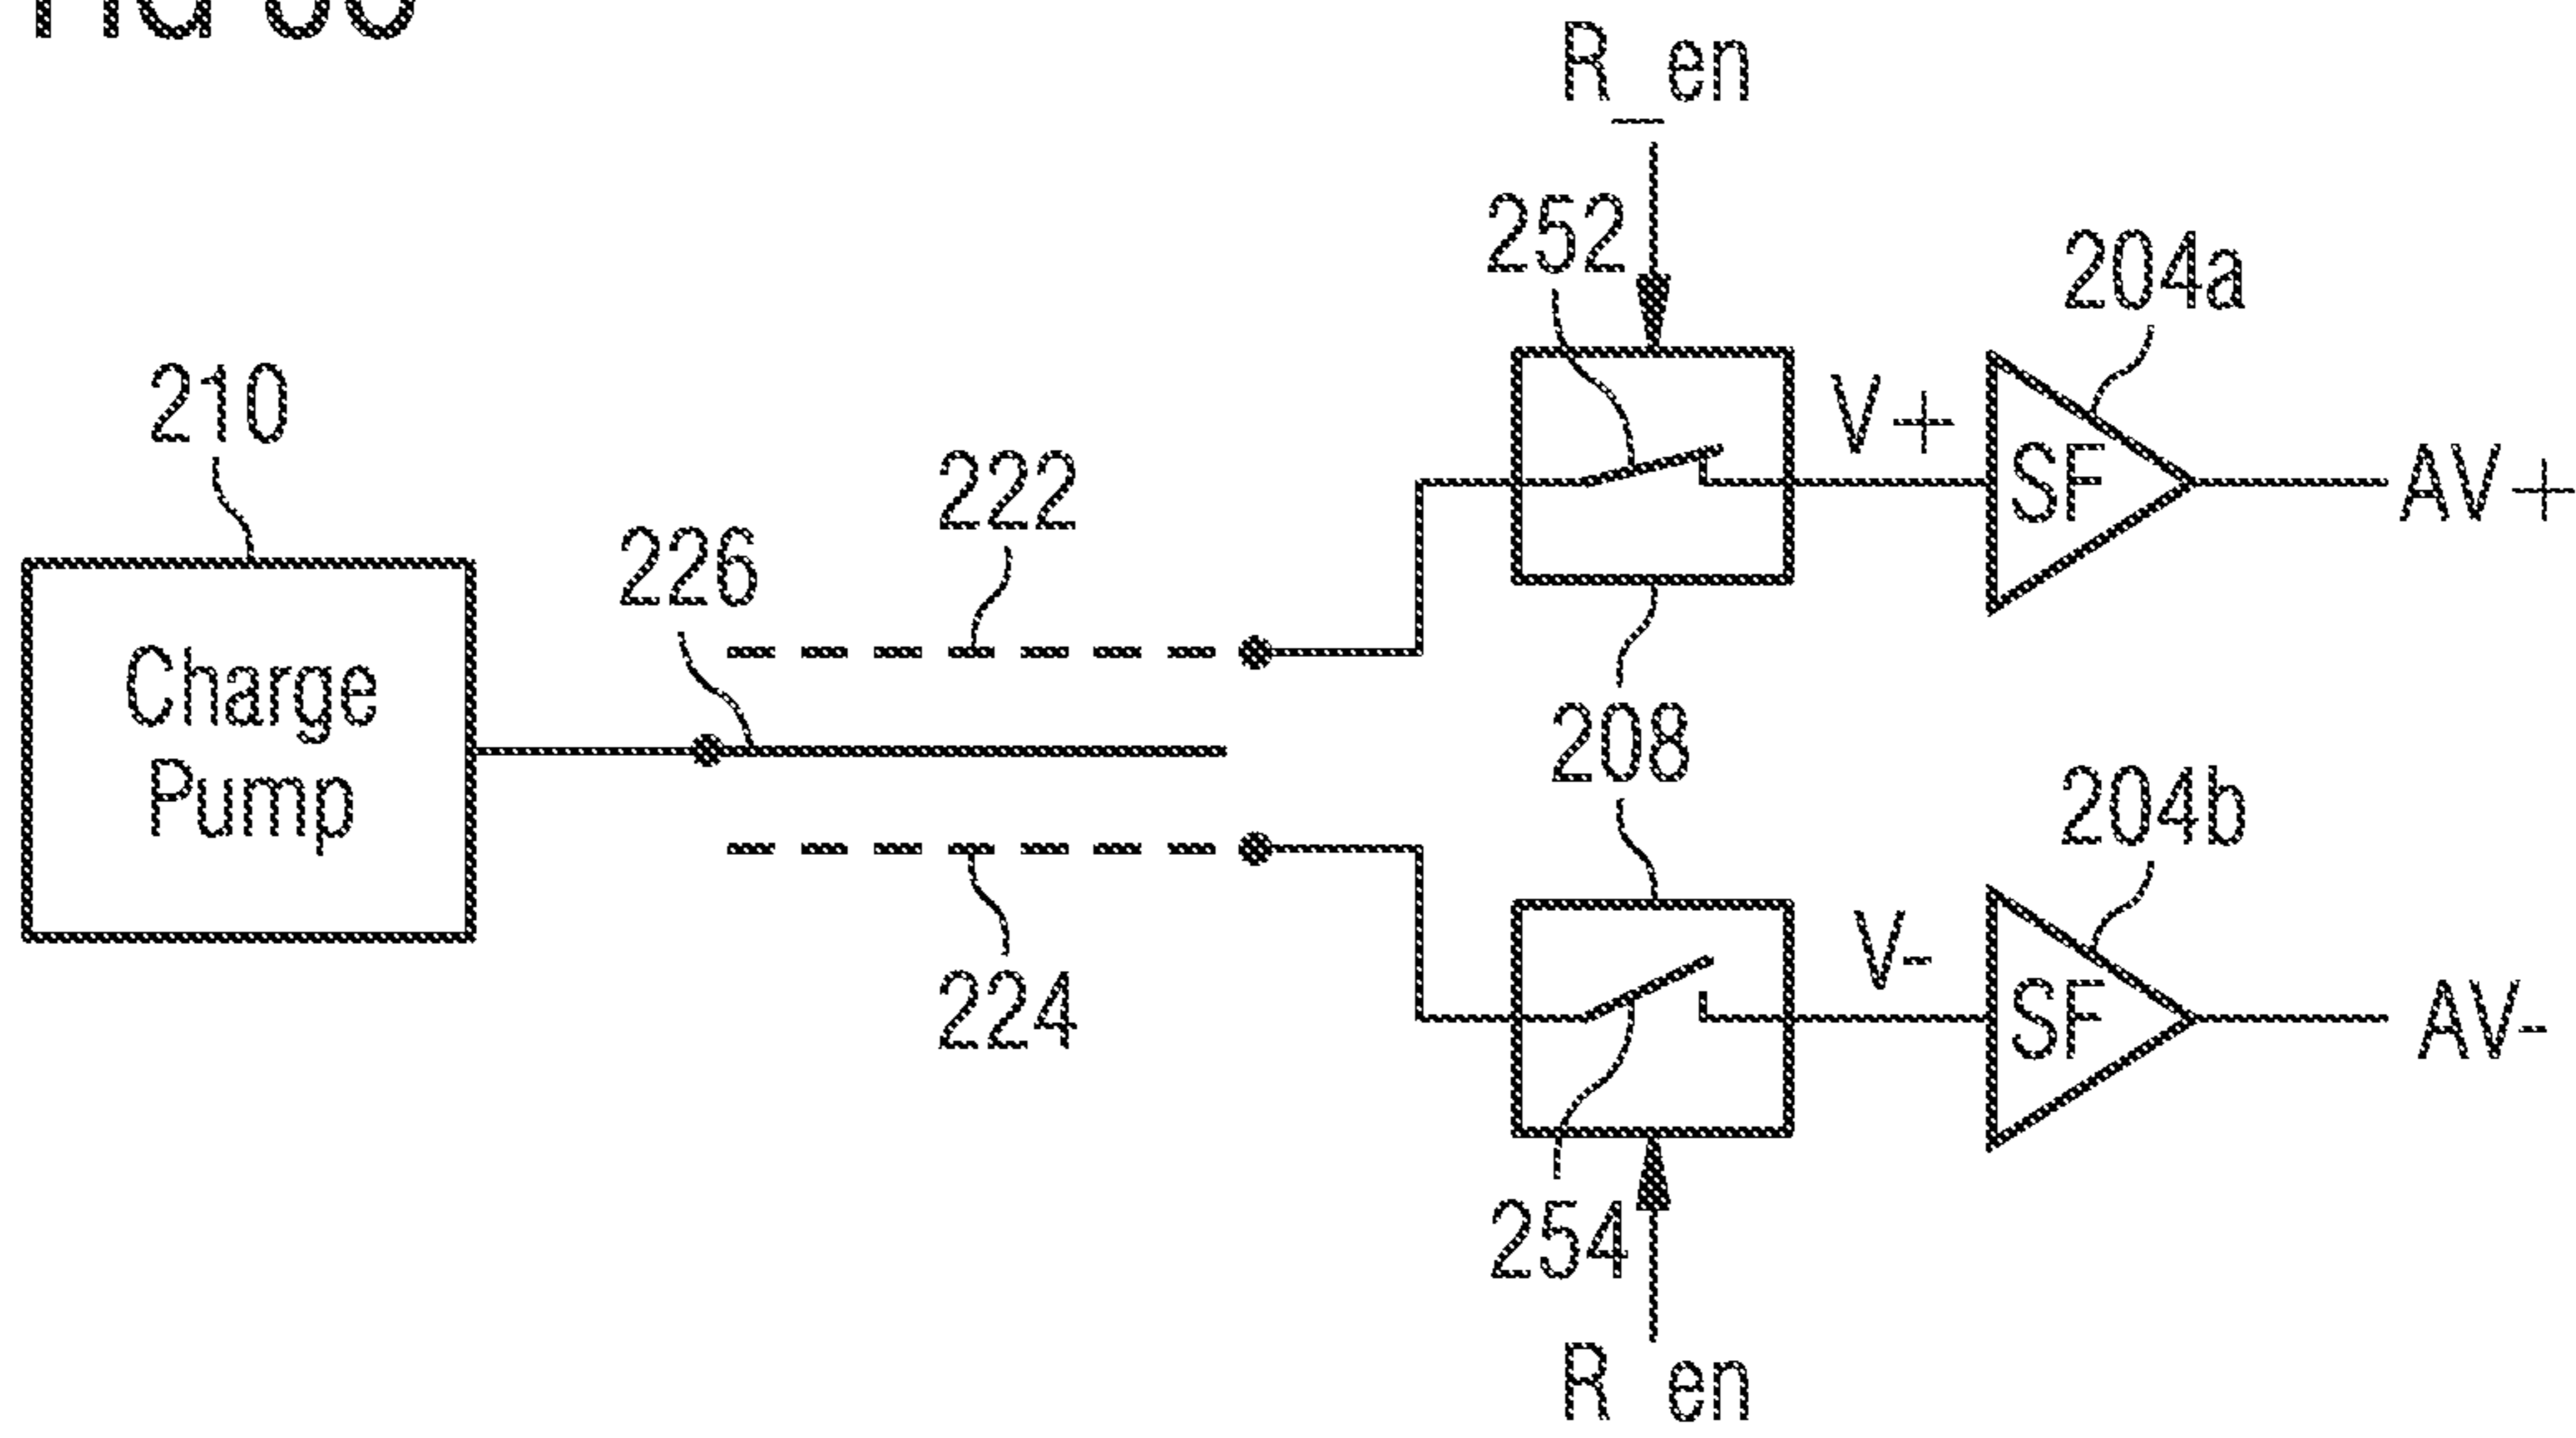 R_en
252
204a
210
V+
222
SF
AV+
226
Charge
Pump
208
204b
V-
224
SF
AV-
254
R_en